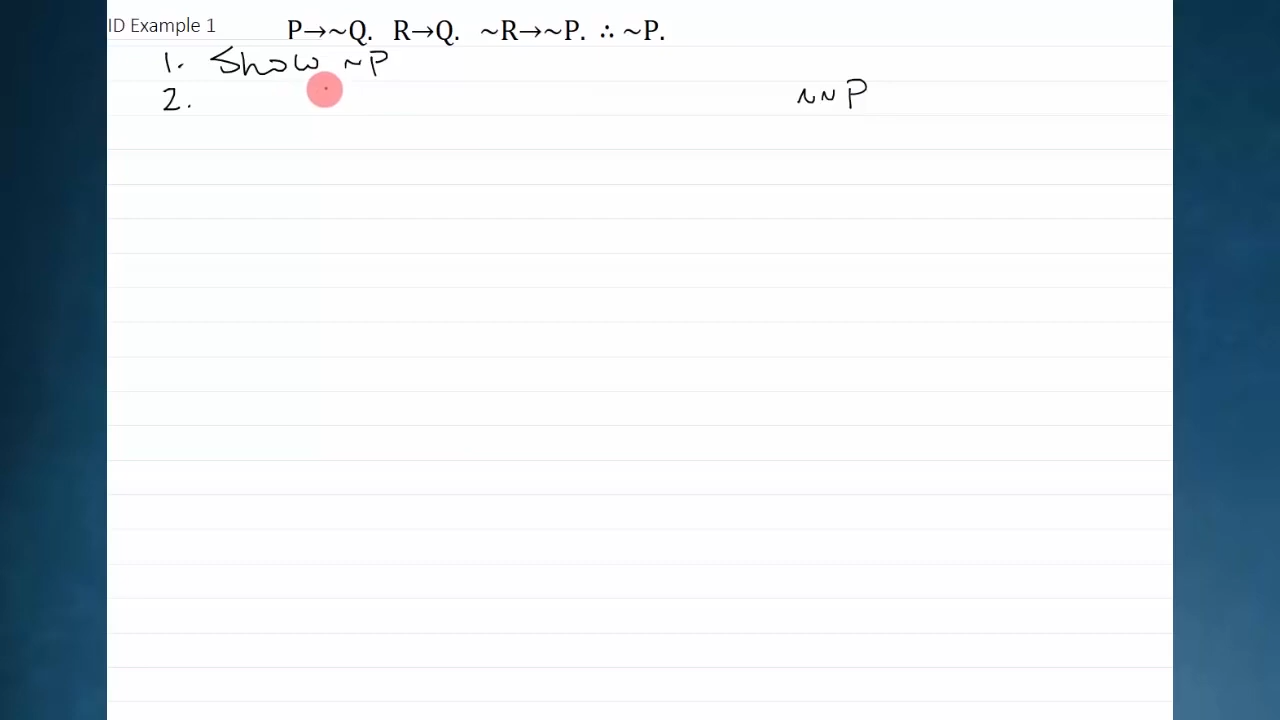 ID Example 1 P→~Q. R→Q. ~R→~P. ∴ ~P.
1. Show ~P
2. ~~P